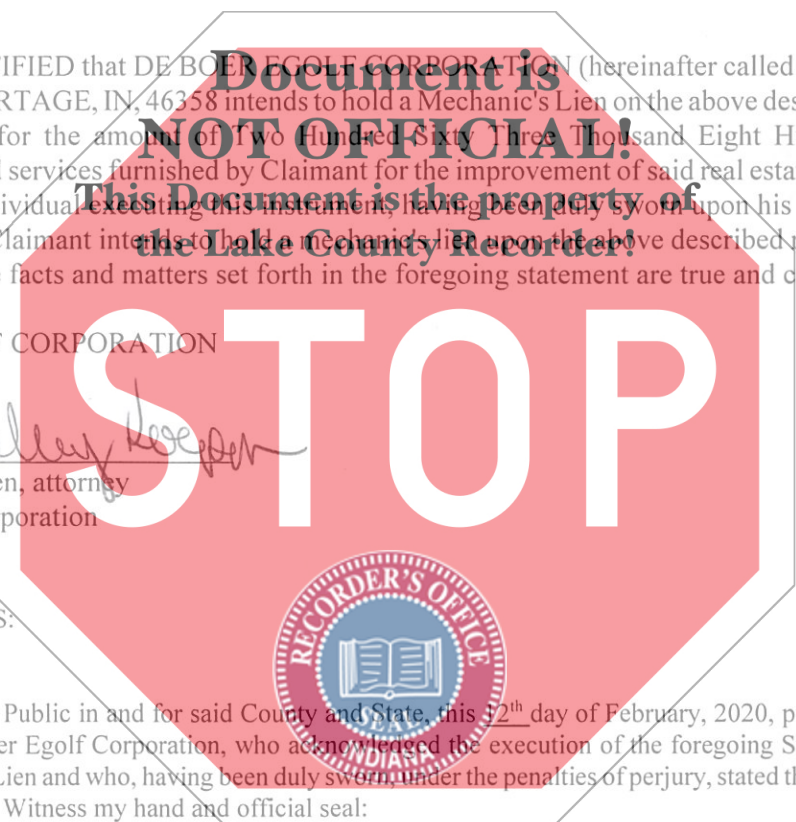 Document is
NOT OFFICIAL!
This Document is the property of
the Lake County Recorder!
IFIED that DE BOER EGOLF CORPORATION (hereinafter called
RTAGE, IN, 46358 intends to hold a Mechanic's Lien on the above des
for the amount of Two Hundred Sixty Three Thousand Eight H
services furnished by Claimant for the improvement of said real esta
ividual executing this instrument, having been duly sworn upon his
Claimant intends to hold a mechanic's lien upon the above described
facts and matters set forth in the foregoing statement are true and c
CORPORATION
en, attorney
poration
STOP
S:
RECORDER'S OFFICE
SEAL
INDIANA
Public in and for said County and State, this 12th day of February, 2020, p
er Egolf Corporation, who acknowledged the execution of the foregoing S
Lien and who, having been duly sworn, under the penalties of perjury, stated th
Witness my hand and official seal: